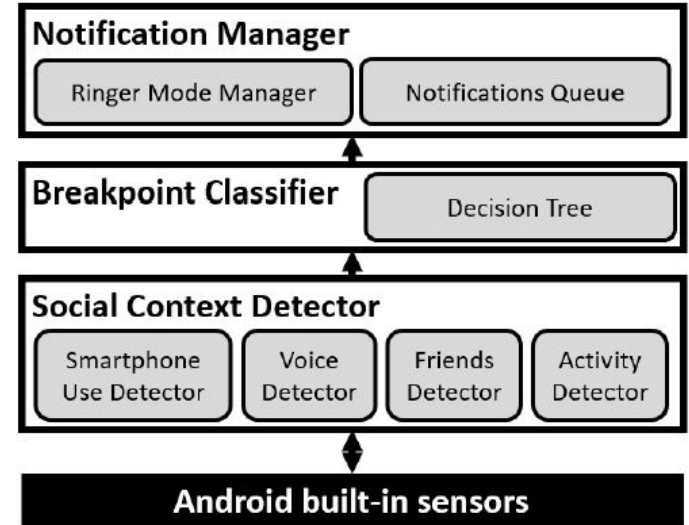 Notification Manager
Ringer Mode Manager
Notifications Queue
Breakpoint Classifier
Decision Tree
Social Context Detector
Smartphone
Use Detector
Voice
Detector
Friends
Detector
Activity
Detector
Android built-in sensors